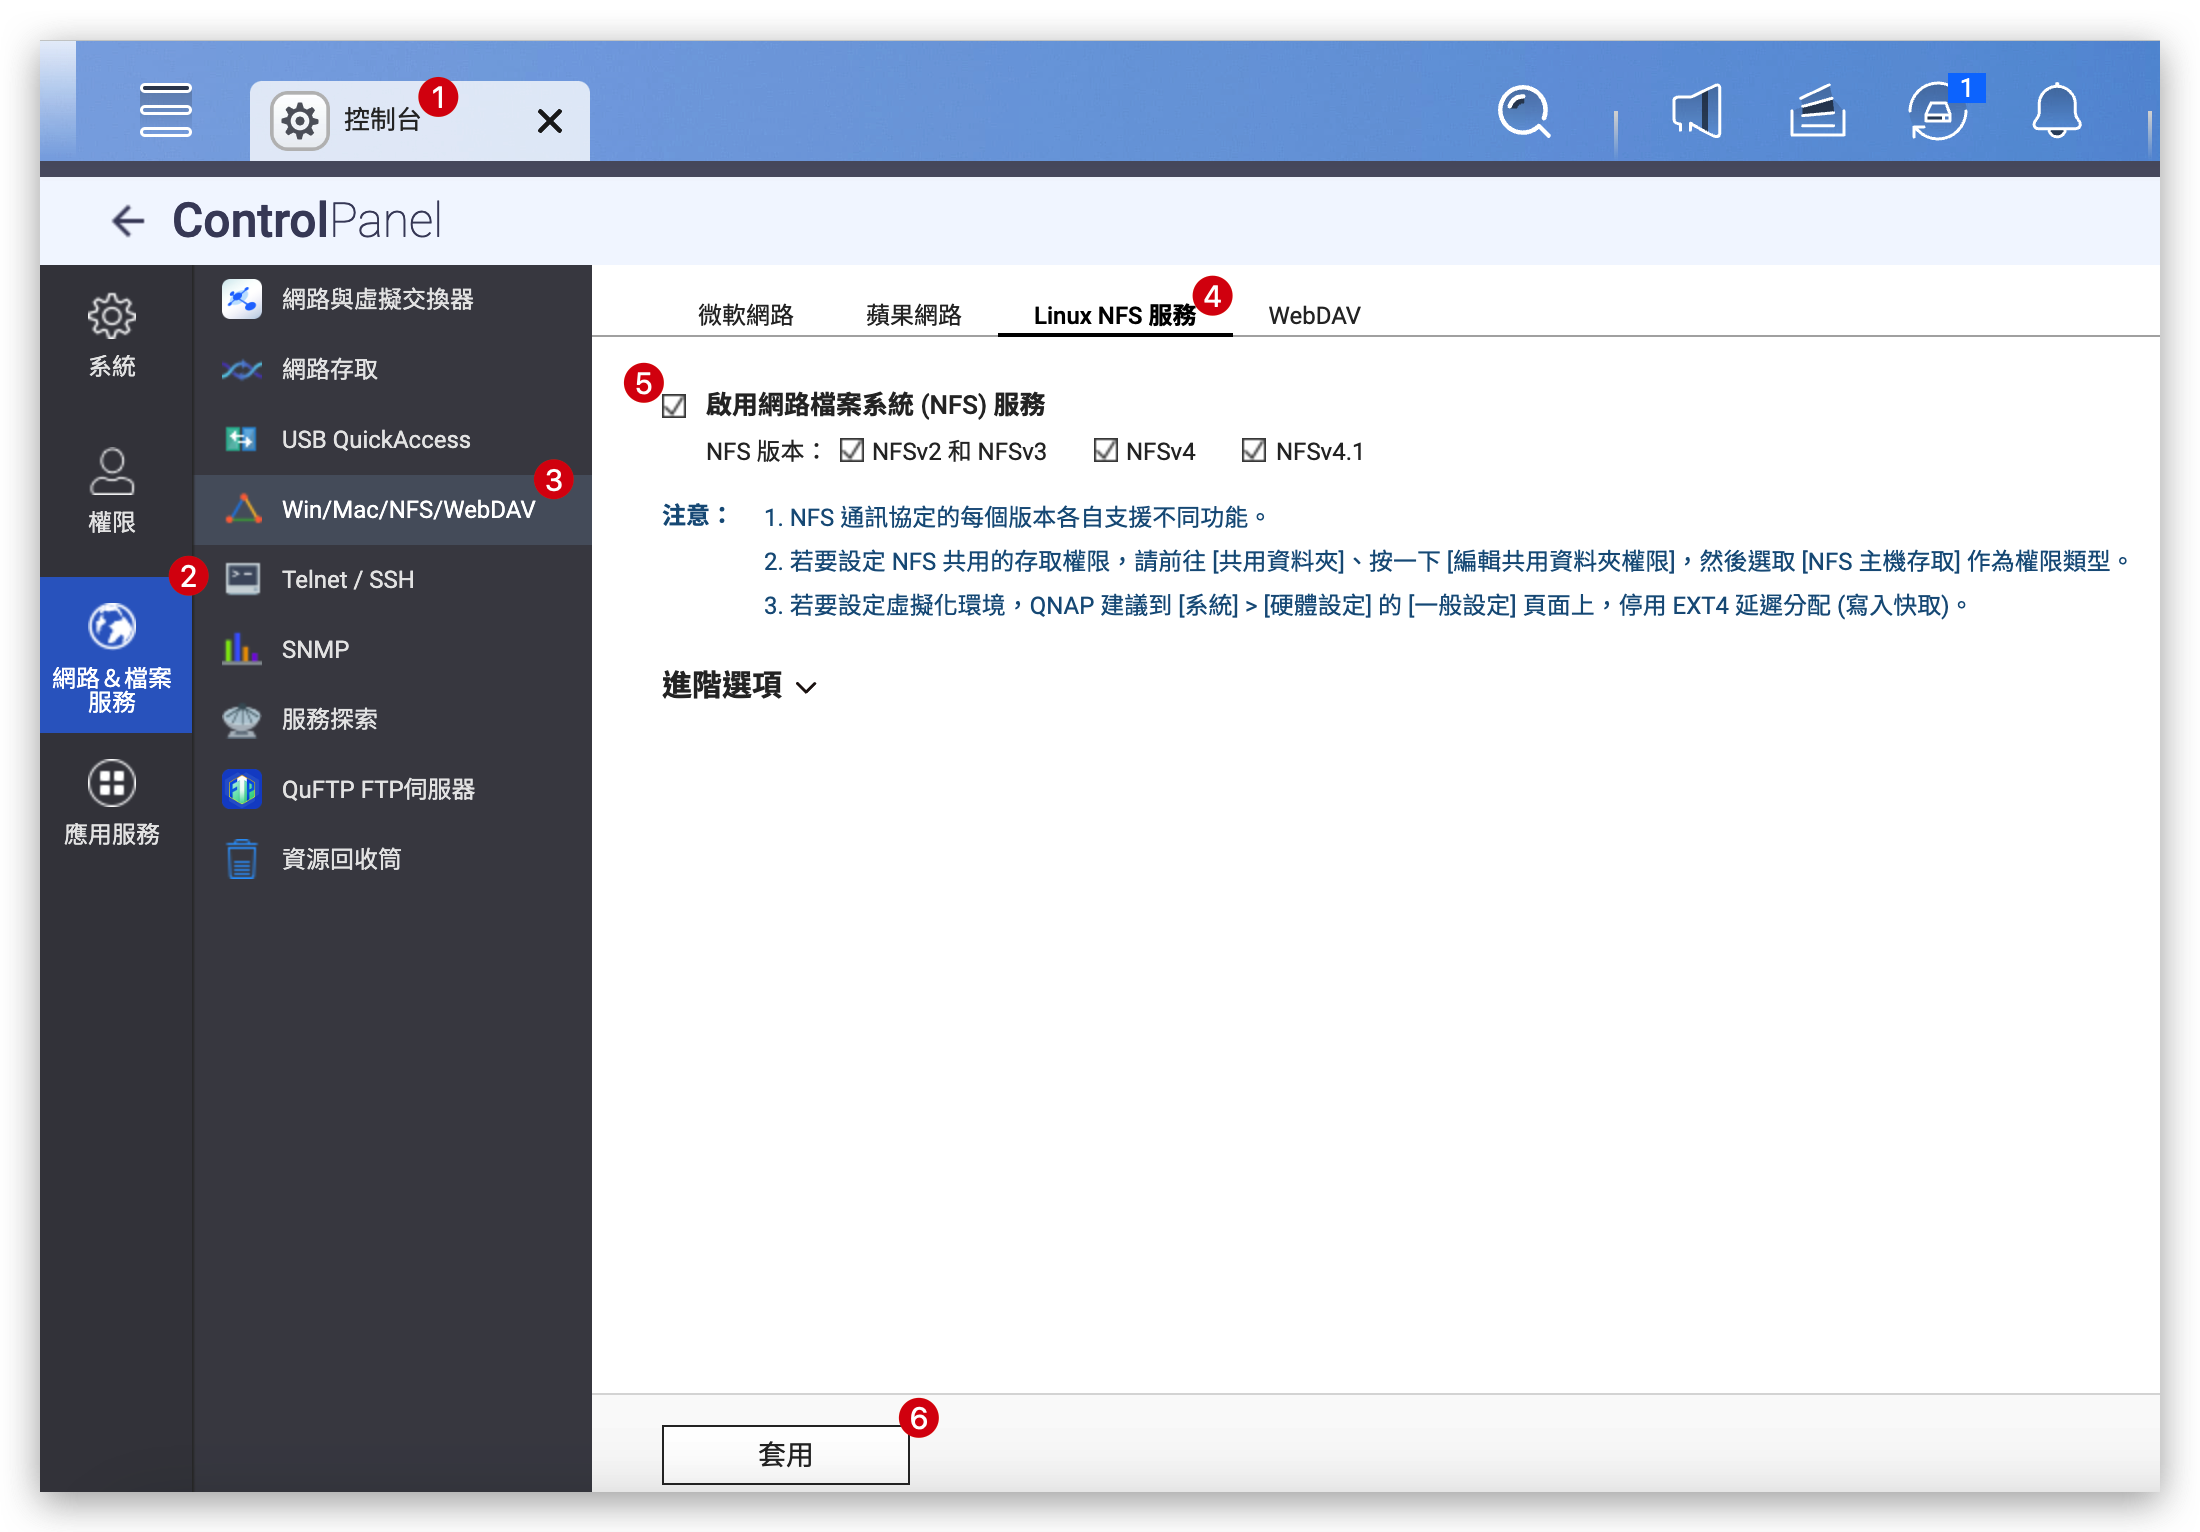 控制台
1
1
ControlPanel
系統
權限
2
網路＆檔案
服務
應用服務
網路與虛擬交換器
網路存取
USB QuickAccess
Win/Mac/NFS/WebDAV
3
Telnet / SSH
SNMP
服務探索
QuFTP FTP伺服器
資源回收筒
微軟網路 蘋果網路 Linux NFS 服務 4 WebDAV
5
啟用網路檔案系統 (NFS) 服務
NFS 版本： NFSv2 和 NFSv3 NFSv4 NFSv4.1
注意： 1. NFS 通訊協定的每個版本各自支援不同功能。
2. 若要設定 NFS 共用的存取權限，請前往 [共用資料夾]、按一下 [編輯共用資料夾權限]，然後選取 [NFS 主機存取] 作為權限類型。
3. 若要設定虛擬化環境，QNAP 建議到 [系統] > [硬體設定] 的 [一般設定] 頁面上，停用 EXT4 延遲分配 (寫入快取)。
進階選項
6
套用